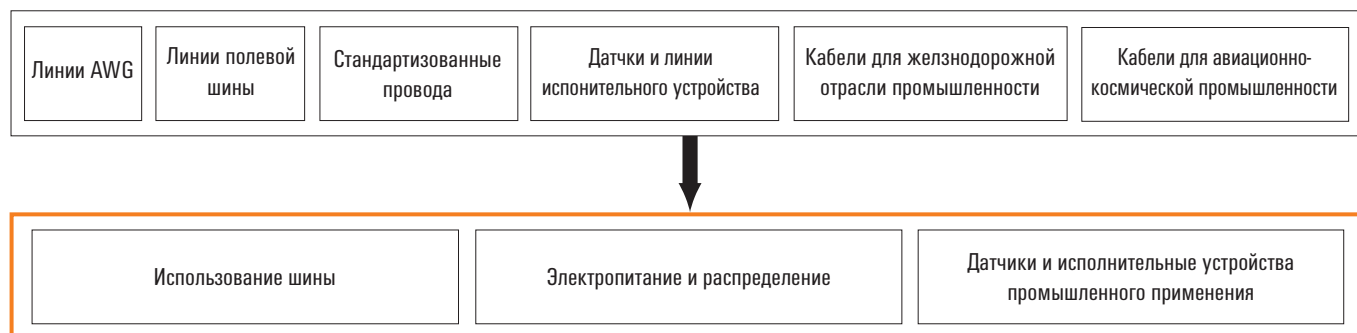 Линии AWG
Линии полевой
шины
Стандартизованные
провода
Датчки и линии
испонительного устройства
Кабели для желзнодорожной
отрасли промышленности
Кабели для авиационно-
космической промышленности
Использование шины
Электропитание и распределение
Датчики и исполнительные устройства
промышленного применения